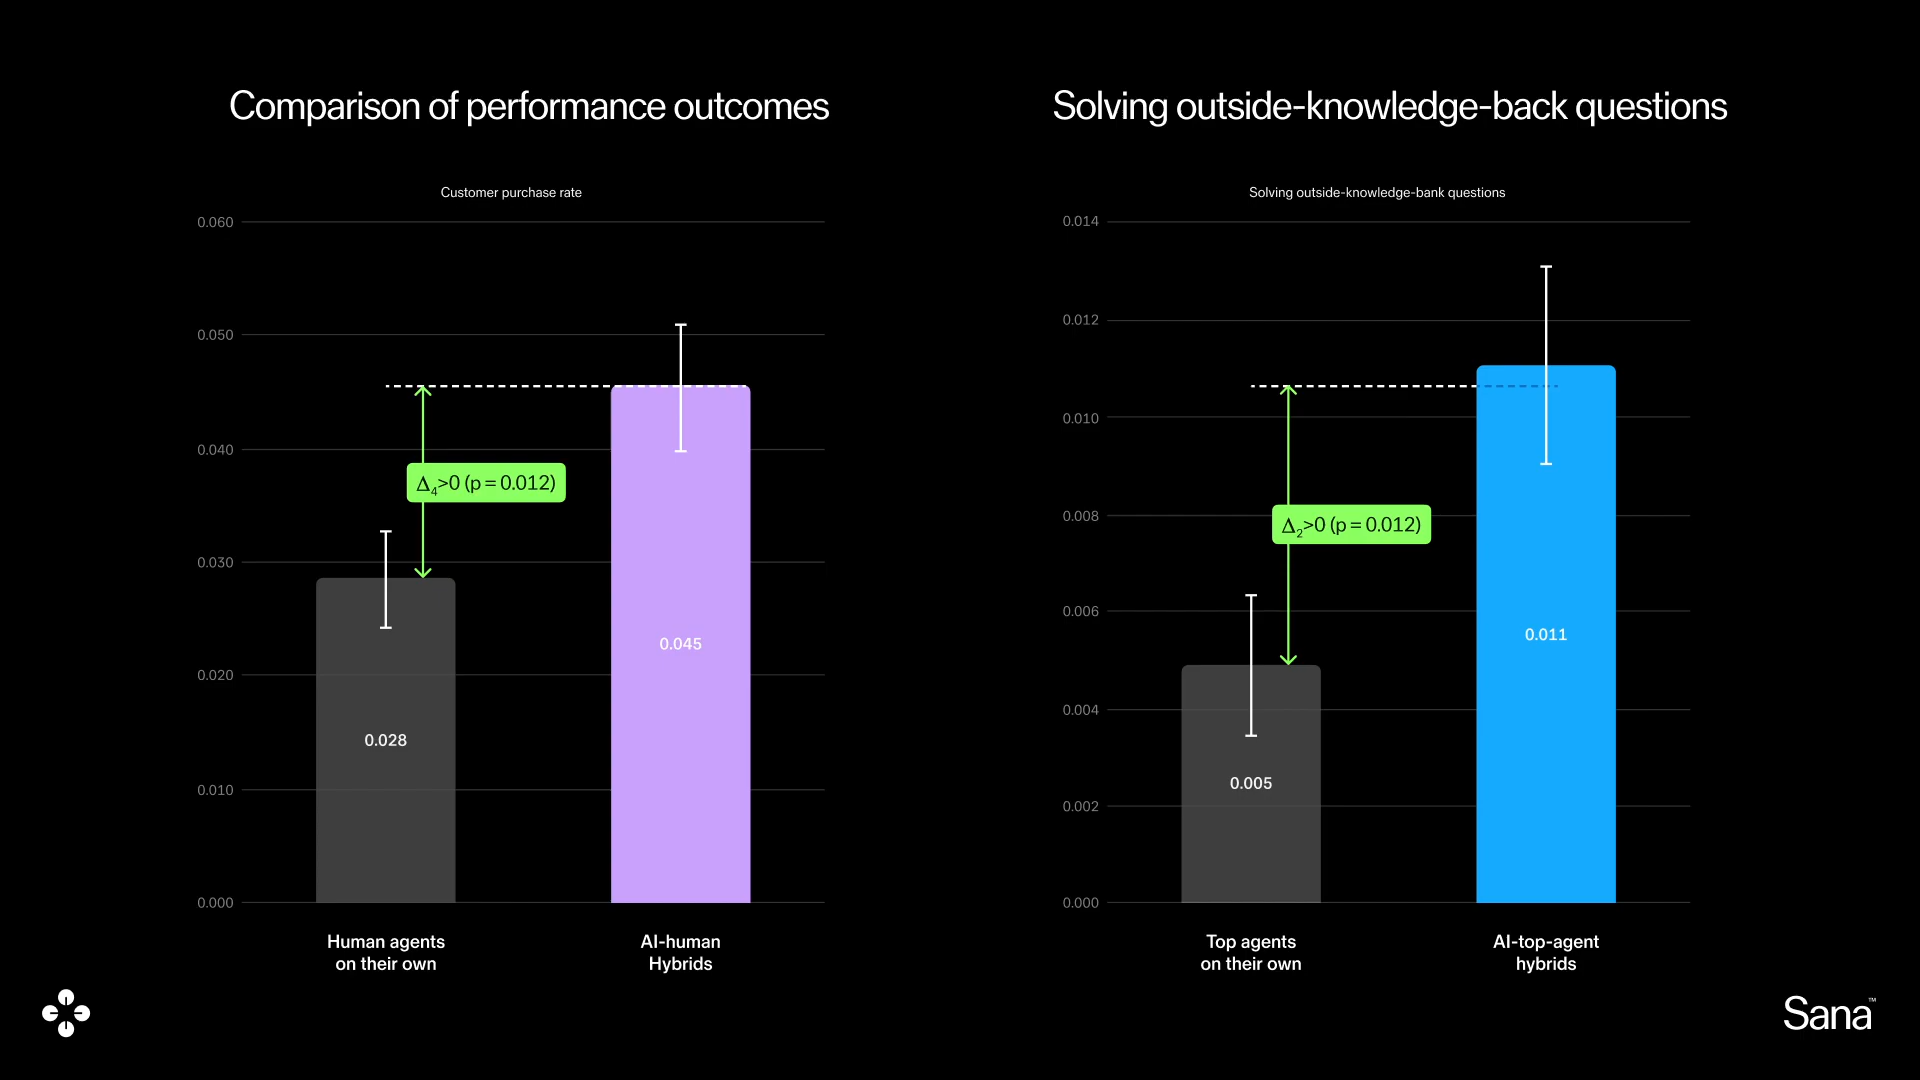 Comparison of performance outcomes
Customer purchase rate
0.060
0.050
0.040
0.030
0.020
0.010
0.000
Δ4>0 (p = 0.012)
0.028
0.045
Human agents
on their own
AI-human
Hybrids
Solving outside-knowledge-back questions
Solving outside-knowledge-bank questions
0.014
0.012
0.010
0.008
0.006
0.004
0.002
0.000
Δ2>0 (p = 0.012)
0.005
0.011
Top agents
on their own
AI-top-agent
hybrids
Sana™